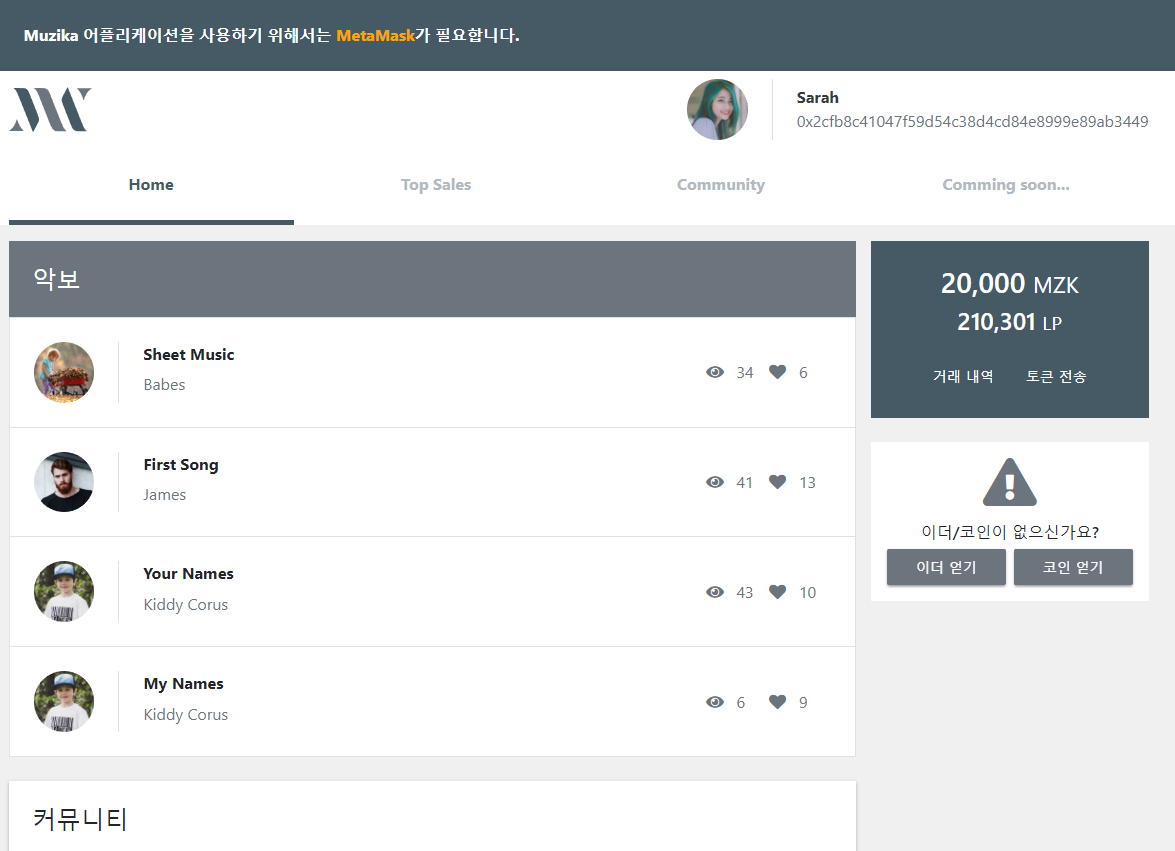 Muzika 어플리케이션을 사용하기 위해서는 MetaMask가 필요합니다.
Sarah
0x2cfb8c41047f59d54c38d4cd84e8999e89ab3449
Home
Top Sales
Community
Comming soon...
악보
Sheet Music
Babes
34
6
First Song
James
41
13
Your Names
Kiddy Corus
43
10
My Names
Kiddy Corus
6
9
커뮤니티
20,000 MZK
210,301 LP
거래 내역
토큰 전송
이더/코인이 없으신가요?
이더 얻기
코인 얻기